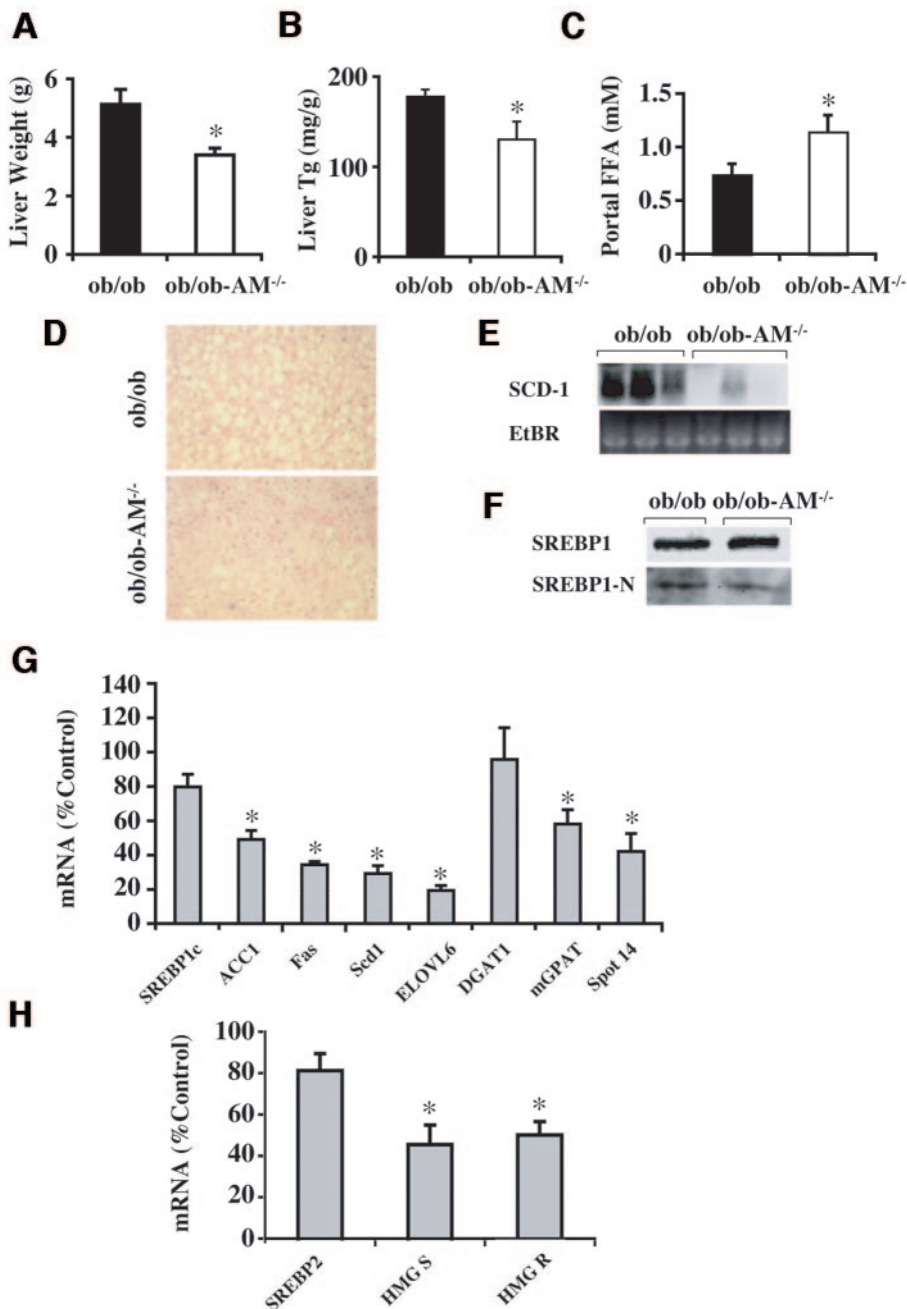 A
Liver Weight (g)
6
4
2
0
*
ob/ob
ob/ob-AM-/-
B
Liver Tg (mg/g)
200
100
0
*
ob/ob
ob/ob-AM-/-
C
Portal FFA (mM)
1.5
1.0
0.5
0
*
ob/ob
ob/ob-AM-/-
D
ob/ob
ob/ob-AM-/-
E
ob/ob
ob/ob-AM-/-
SCD-1
EtBR
F
ob/ob
ob/ob-AM-/-
SREBP1
SREBP1-N
G
mRNA (%Control)
140
120
100
80
60
40
20
0
*
*
*
*
*
*
SREBP1c
ACC1
Fas
Scd1
ELOVL6
DGAT1
mGPAT
Spot 14
H
mRNA (%Control)
100
80
60
40
20
0
*
*
SREBP2
HMG S
HMG R